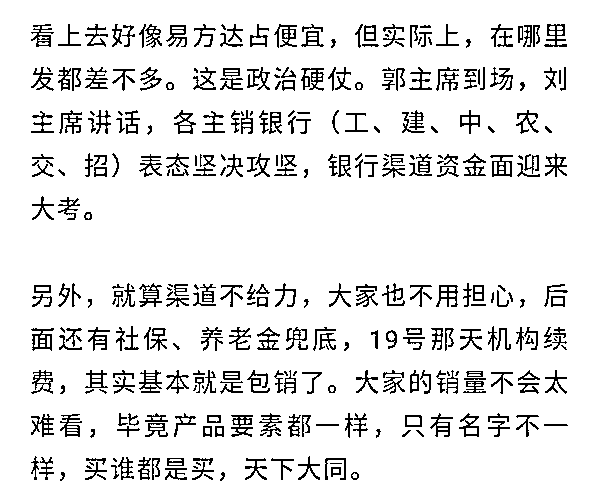 看上去好像易方达占便宜，但实际上，在哪里
发都差不多。这是政治硬仗。郭主席到场，刘
主席讲话，各主销银行（工、建、中、农、
交、招）表态坚决攻坚，银行渠道资金面迎来
大考。
另外，就算渠道不给力，大家也不用担心，后
面还有社保、养老金兜底，19号那天机构续
费，其实基本就是包销了。大家的销量不会太
难看，毕竟产品要素都一样，只有名字不一
样，买谁都是买，天下大同。